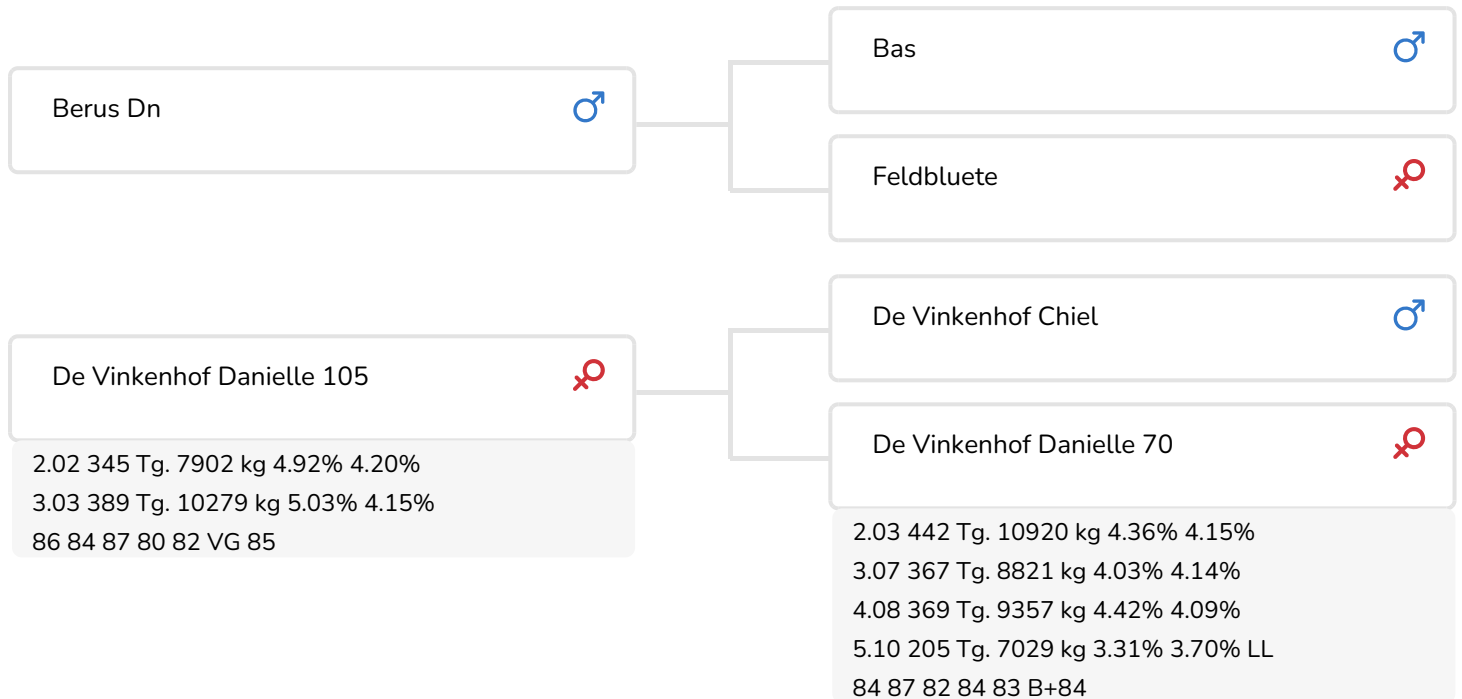 Berus Dn
Bas
Feldbluete
De Vinkenhof Danielle 105
2.02 345 Tg. 7902 kg 4.92% 4.20%
3.03 389 Tg. 10279 kg 5.03% 4.15%
86 84 87 80 82 VG 85
De Vinkenhof Chiel
De Vinkenhof Danielle 70
2.03 442 Tg. 10920 kg 4.36% 4.15%
3.07 367 Tg. 8821 kg 4.03% 4.14%
4.08 369 Tg. 9357 kg 4.42% 4.09%
5.10 205 Tg. 7029 kg 3.31% 3.70% LL
84 87 82 84 83 B+84